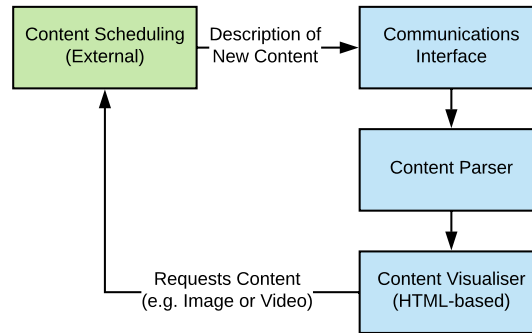 Content Scheduling
(External)
Description of
New Content
Communications
Interface
Content Parser
Requests Content
(e.g. Image or Video)
Content Visualiser
(HTML-based)